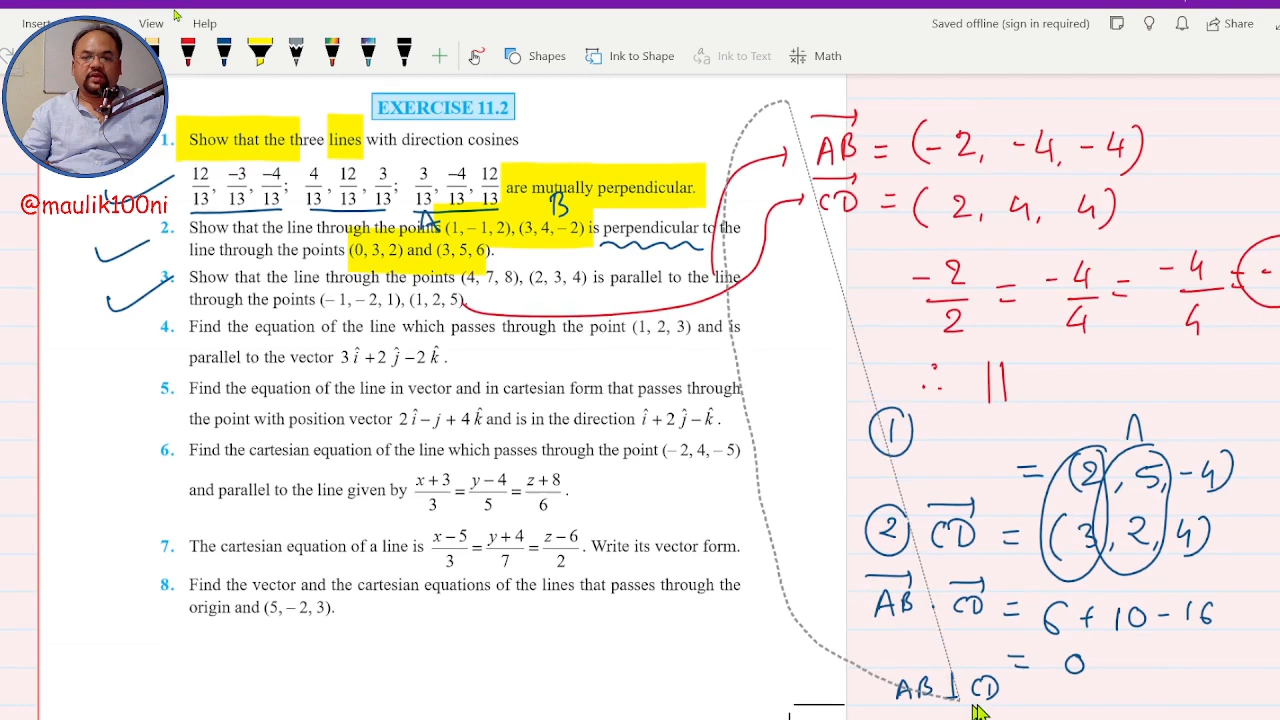 Inser View Help Saved offline (sign in required) Share
Shapes Ink to Shape Ink to Text Math
EXERCISE 11.2
1. Show that the three lines with direction cosines
12/13, -3/13, -4/13; 4/13, 12/13, 3/13; 3/13, -4/13, 12/13 are mutually perpendicular.
@maulik100ni
A B
2. Show that the line through the points (1, – 1, 2), (3, 4, – 2) is perpendicular to the
line through the points (0, 3, 2) and (3, 5, 6).
3. Show that the line through the points (4, 7, 8), (2, 3, 4) is parallel to the line
through the points (– 1, – 2, 1), (1, 2, 5).
4. Find the equation of the line which passes through the point (1, 2, 3) and is
parallel to the vector 3 î + 2 ĵ – 2 k̂ .
5. Find the equation of the line in vector and in cartesian form that passes through
the point with position vector 2 î – j + 4 k̂ and is in the direction î + 2 ĵ – k̂ .
6. Find the cartesian equation of the line which passes through the point (– 2, 4, – 5)
and parallel to the line given by (x+3)/3 = (y–4)/5 = (z+8)/6 .
7. The cartesian equation of a line is (x–5)/3 = (y+4)/7 = (z–6)/2 . Write its vector form.
8. Find the vector and the cartesian equations of the lines that passes through the
origin and (5, – 2, 3).
AB = (-2, -4, -4)
CD = (2, 4, 4)
-2/2 = -4/4 = -4/4 = -
∴ ||
1
= (2, 5, -4)
2 CD = (3, 2, 4)
AB . CD = 6 + 10 - 16
= 0
AB ⊥ CD